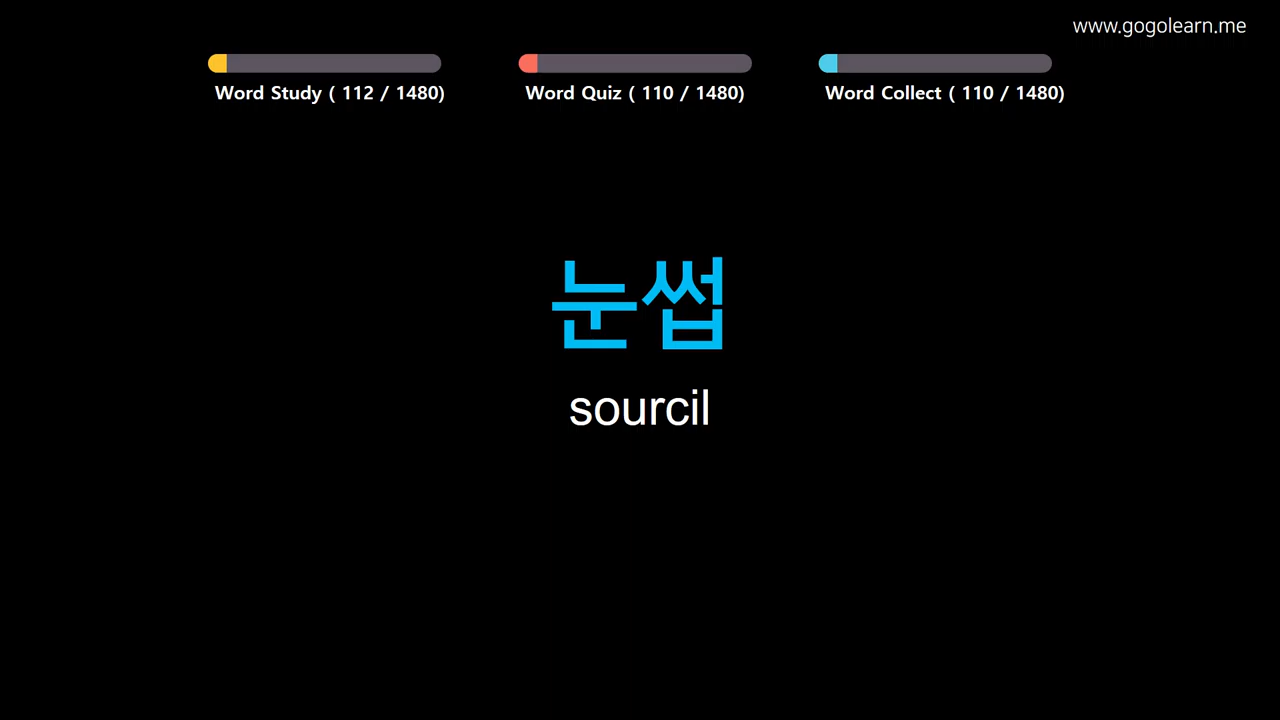 www.gogolearn.me
Word Study ( 112 / 1480)
Word Quiz ( 110 / 1480)
Word Collect ( 110 / 1480)
눈썹
sourcil